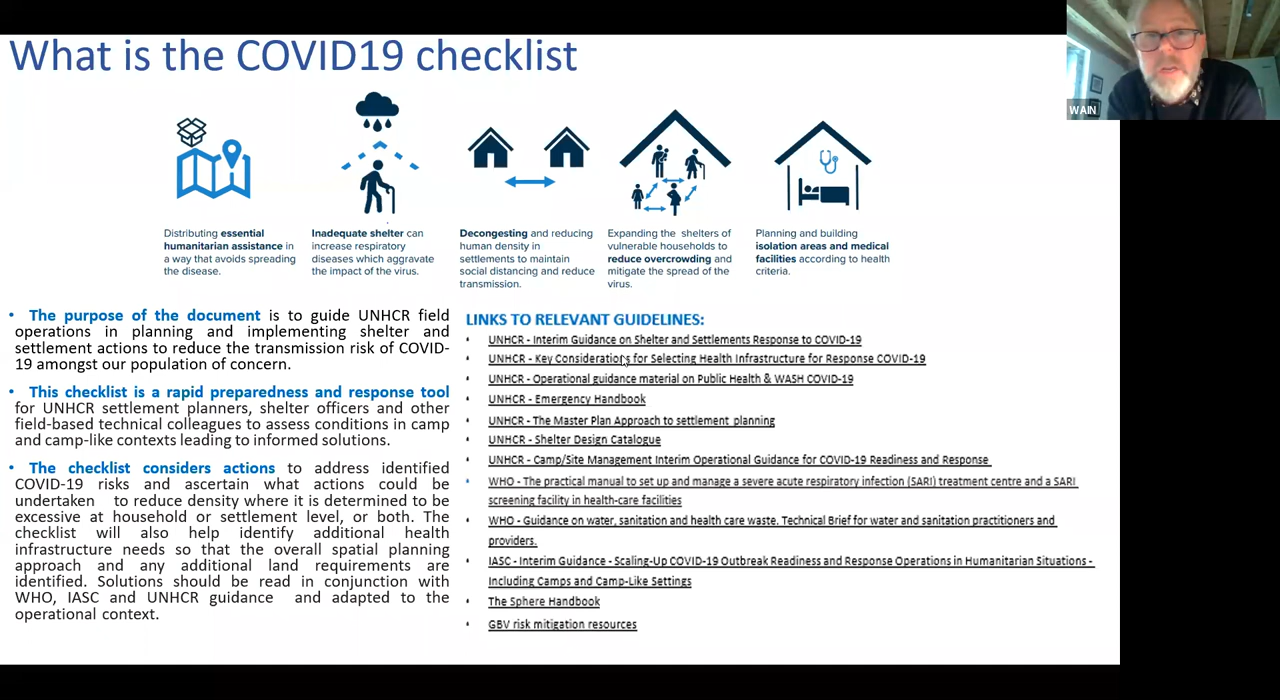 What is the COVID19 checklist
WAIN
Distributing essential
humanitarian assistance in
a way that avoids spreading
the disease.
Inadequate shelter can
increase respiratory
diseases which aggravate
the impact of the virus.
Decongesting and reducing
human density in
settlements to maintain
social distancing and reduce
transmission.
Expanding the shelters of
vulnerable households to
reduce overcrowding and
mitigate the spread of the
virus.
Planning and building
isolation areas and medical
facilities according to health
criteria.
• The purpose of the document is to guide UNHCR field
operations in planning and implementing shelter and
settlement actions to reduce the transmission risk of COVID-
19 amongst our population of concern.
• This checklist is a rapid preparedness and response tool
for UNHCR settlement planners, shelter officers and other
field-based technical colleagues to assess conditions in camp
and camp-like contexts leading to informed solutions.
• The checklist considers actions to address identified
COVID-19 risks and ascertain what actions could be
undertaken to reduce density where it is determined to be
excessive at household or settlement level, or both. The
checklist will also help identify additional health
infrastructure needs so that the overall spatial planning
approach and any additional land requirements are
identified. Solutions should be read in conjunction with
WHO, IASC and UNHCR guidance and adapted to the
operational context.
LINKS TO RELEVANT GUIDELINES:
• UNHCR - Interim Guidance on Shelter and Settlements Response to COVID-19
• UNHCR - Key Considerations for Selecting Health Infrastructure for Response COVID-19
• UNHCR - Operational guidance material on Public Health & WASH COVID-19
• UNHCR - Emergency Handbook
• UNHCR - The Master Plan Approach to settlement planning
• UNHCR - Shelter Design Catalogue
• UNHCR - Camp/Site Management Interim Operational Guidance for COVID-19 Readiness and Response
• WHO - The practical manual to set up and manage a severe acute respiratory infection (SARI) treatment centre and a SARI
screening facility in health-care facilities
• WHO - Guidance on water, sanitation and health care waste. Technical Brief for water and sanitation practitioners and
providers.
• IASC - Interim Guidance - Scaling-Up COVID-19 Outbreak Readiness and Response Operations in Humanitarian Situations -
Including Camps and Camp-Like Settings
• The Sphere Handbook
• GBV risk mitigation resources